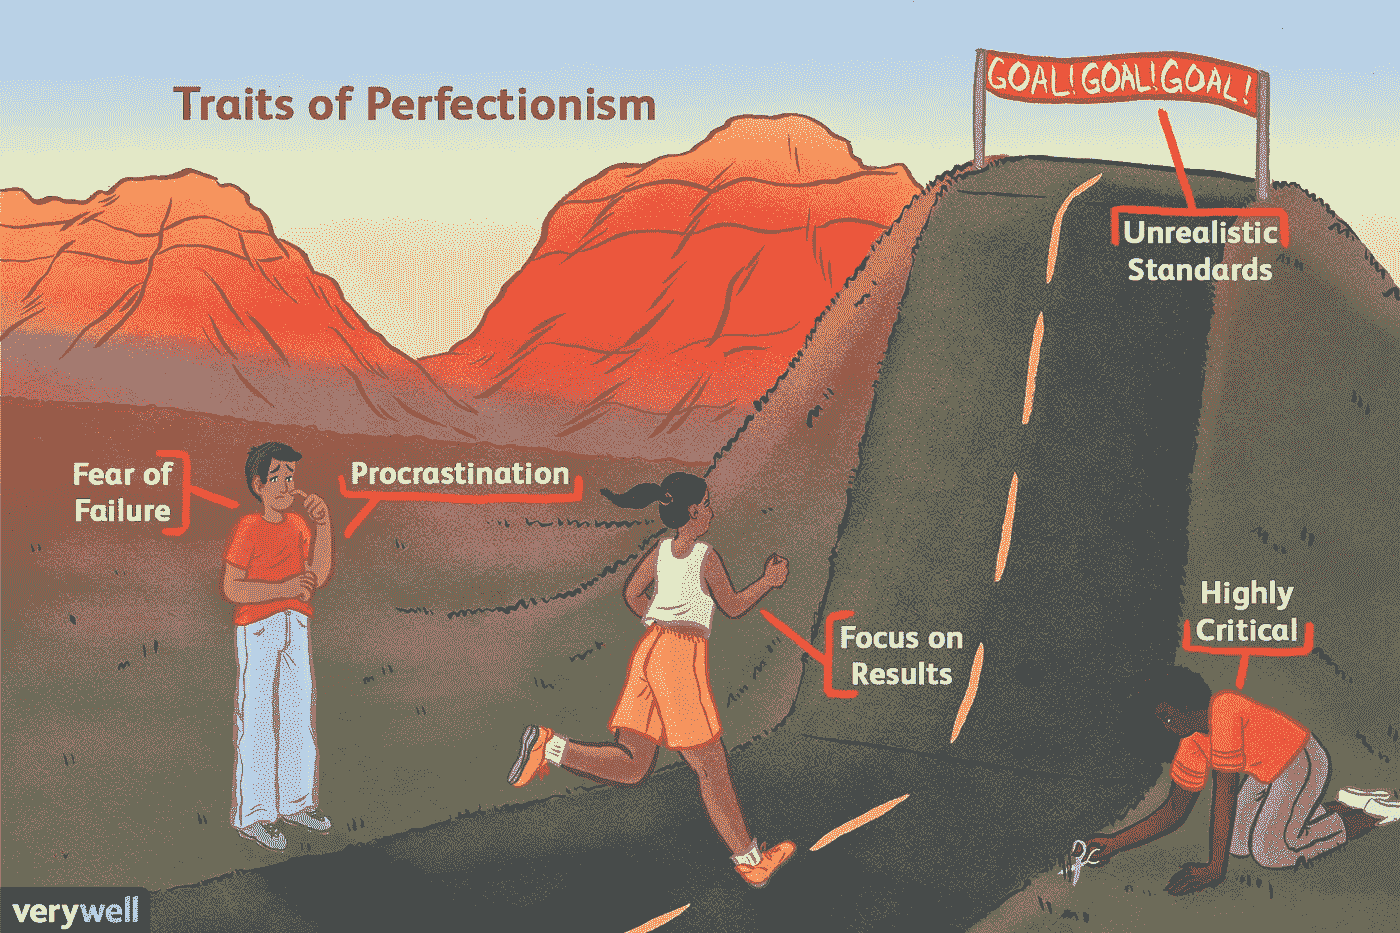 Traits of Perfectionism
GOAL! GOAL! GOAL!
Unrealistic
Standards
Fear of
Failure
Procrastination
Focus on
Results
Highly
Critical
verywell